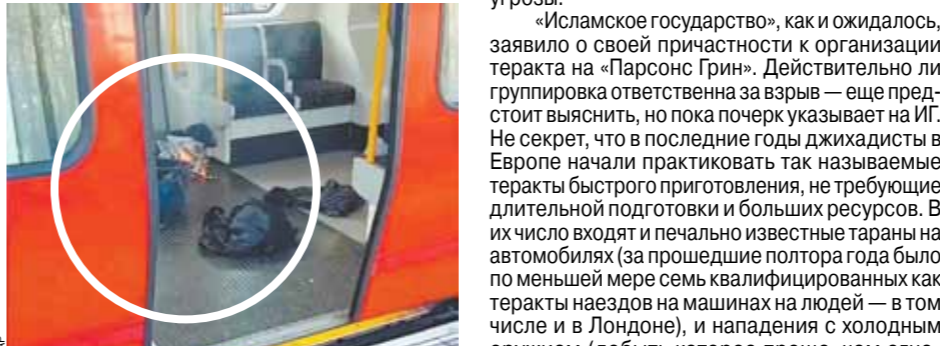 угрозы.
«Исламское государство», как и ожидалось,
заявило о своей причастности к организации
теракта на «Парсонс Грин». Действительно ли
группировка ответственна за взрыв — еще пред-
стоит выяснить, но пока почерк указывает на ИГ.
Не секрет, что в последние годы джихадисты в
Европе начали практиковать так называемые
теракты быстрого приготовления, не требующие
длительной подготовки и больших ресурсов. В
их число входят и печально известные тараны на
автомобилях (за прошедшие полтора года было
по меньшей мере семь квалифицированных как
теракты наездов на машинах на людей — в том
числе и в Лондоне), и нападения с холодным